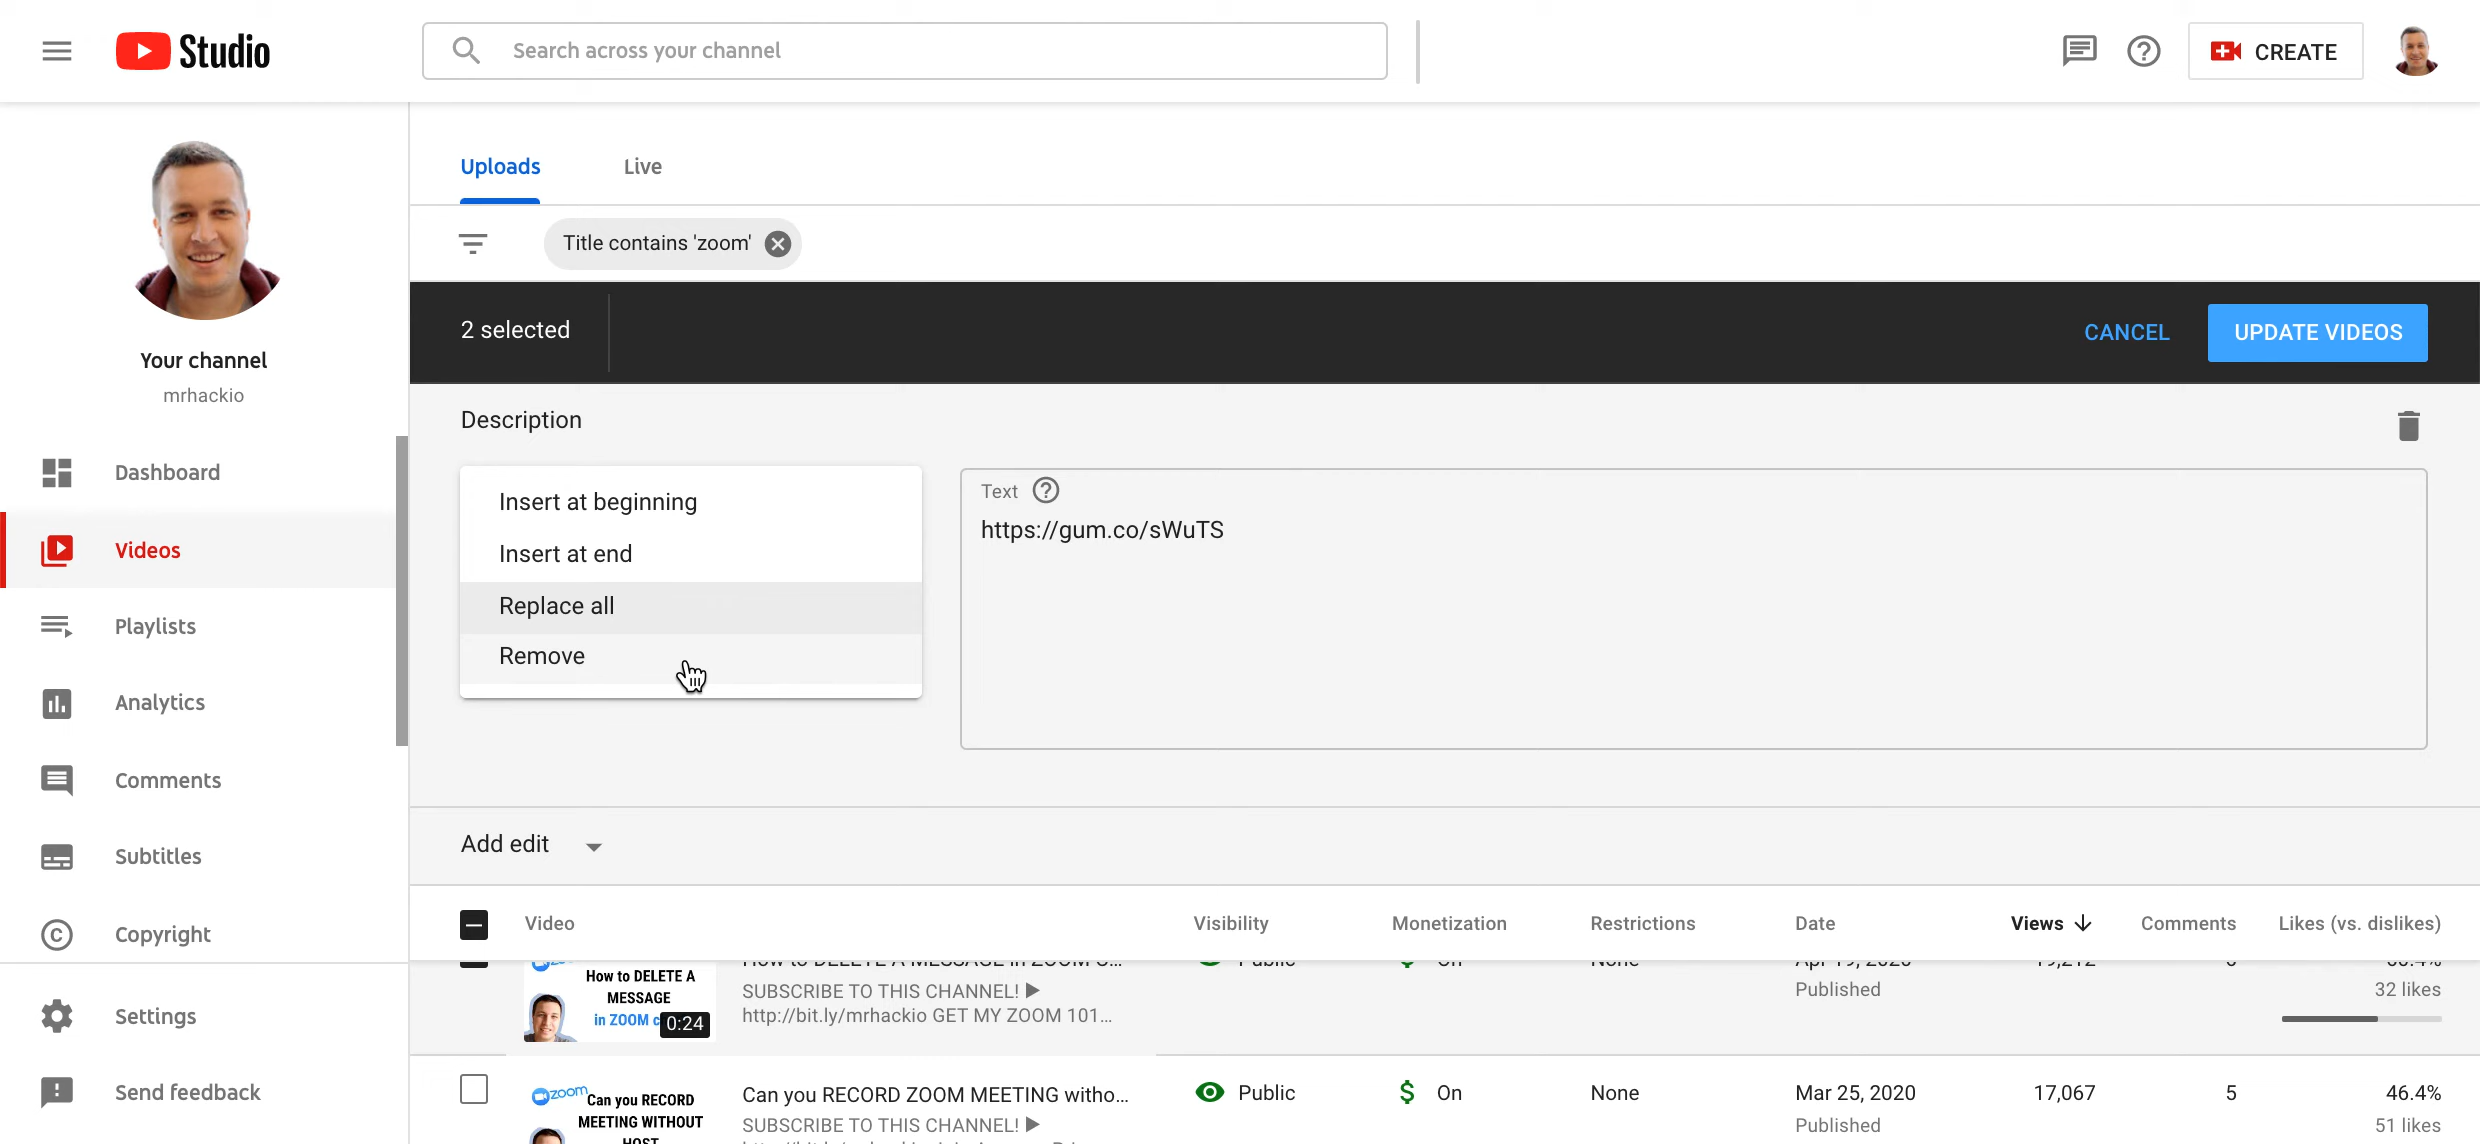 Studio
Search across your channel
CREATE
Your channel
mrhackio
Dashboard
Videos
Playlists
Analytics
Comments
Subtitles
Copyright
Settings
Send feedback
Uploads
Live
Title contains 'zoom'
2 selected
CANCEL
UPDATE VIDEOS
Description
Insert at beginning
Insert at end
Replace all
Remove
Text
https://gum.co/sWuTS
Add edit
Video
Visibility
Monetization
Restrictions
Date
Views
Comments
Likes (vs. dislikes)
How to DELETE A
MESSAGE
in ZOOM c
0:24
SUBSCRIBE TO THIS CHANNEL! ▶
http://bit.ly/mrhackio GET MY ZOOM 101...
Published
32 likes
zoom
Can you RECORD
MEETING WITHOUT
HOST
Can you RECORD ZOOM MEETING witho...
SUBSCRIBE TO THIS CHANNEL! ▶
Public
$ On
None
Mar 25, 2020
Published
17,067
5
46.4%
51 likes